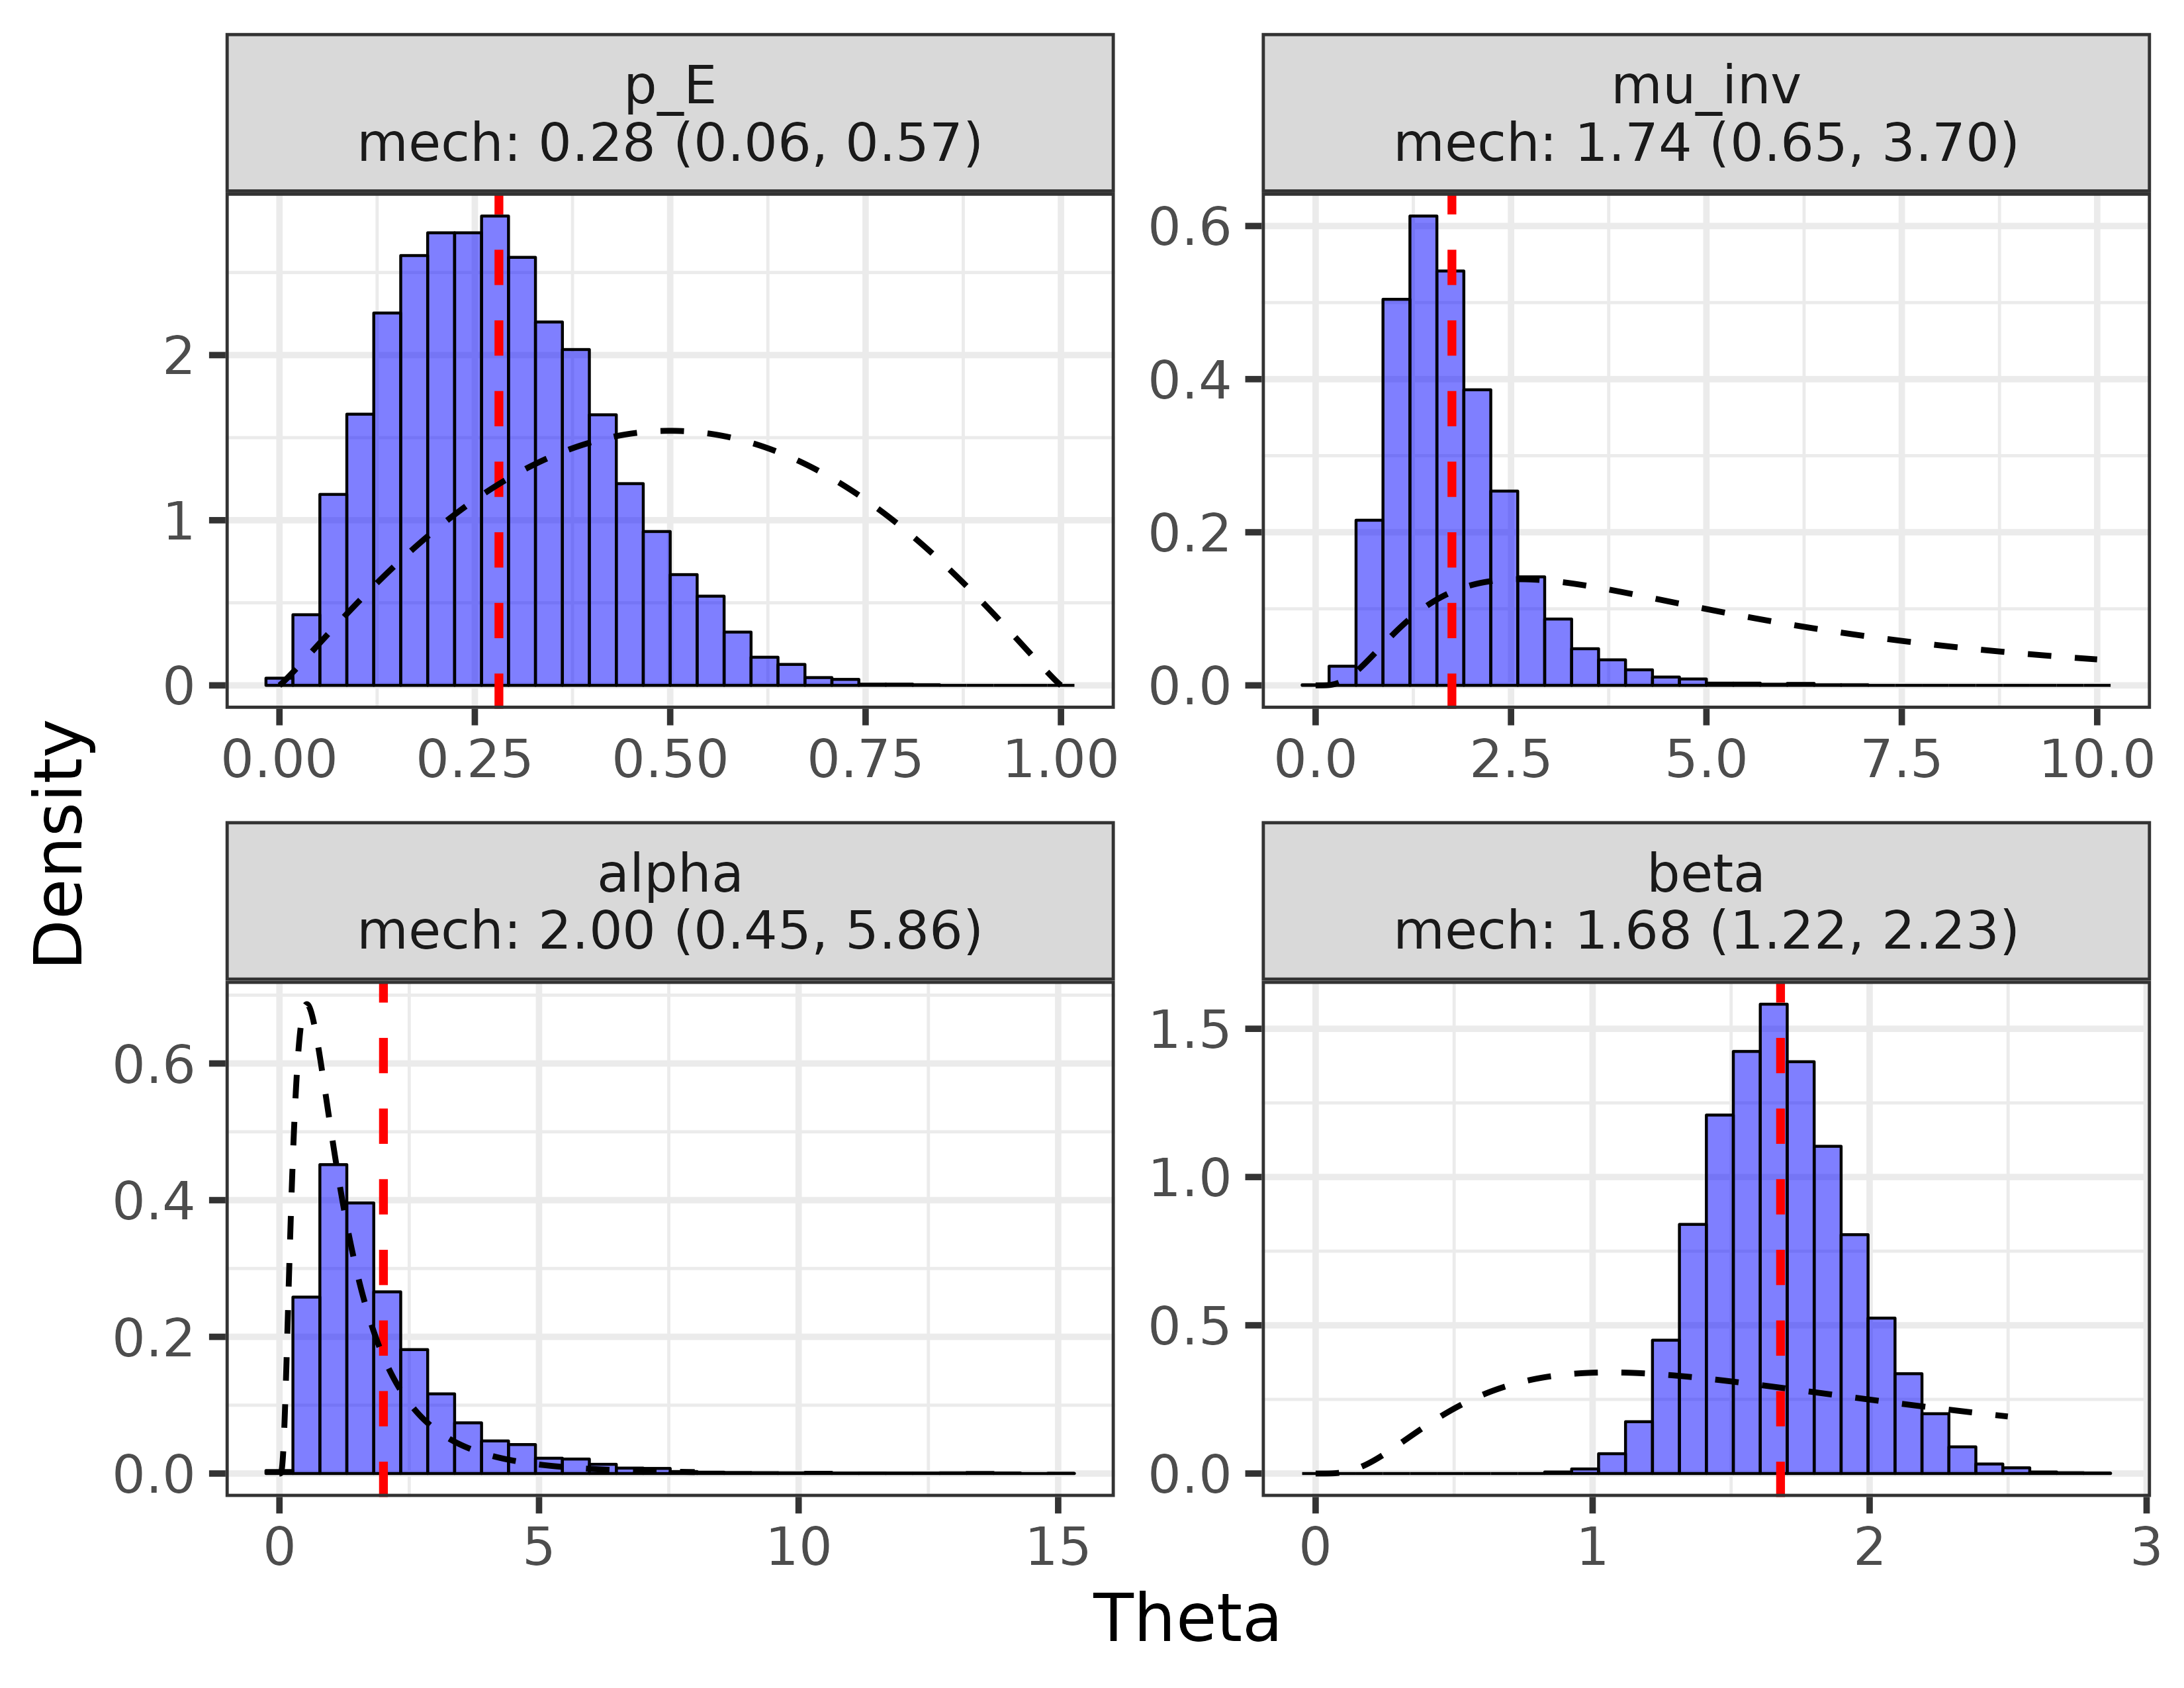 p_E
mech: 0.28 (0.06, 0.57)
mu_inv
mech: 1.74 (0.65, 3.70)
2
1
0
0.00 0.25 0.50 0.75 1.00
0.6
0.4
0.2
0.0
0.0 2.5 5.0 7.5 10.0
Density
alpha
mech: 2.00 (0.45, 5.86)
beta
mech: 1.68 (1.22, 2.23)
0.6
0.4
0.2
0.0
0 5 10 15
1.5
1.0
0.5
0.0
0 1 2 3
Theta